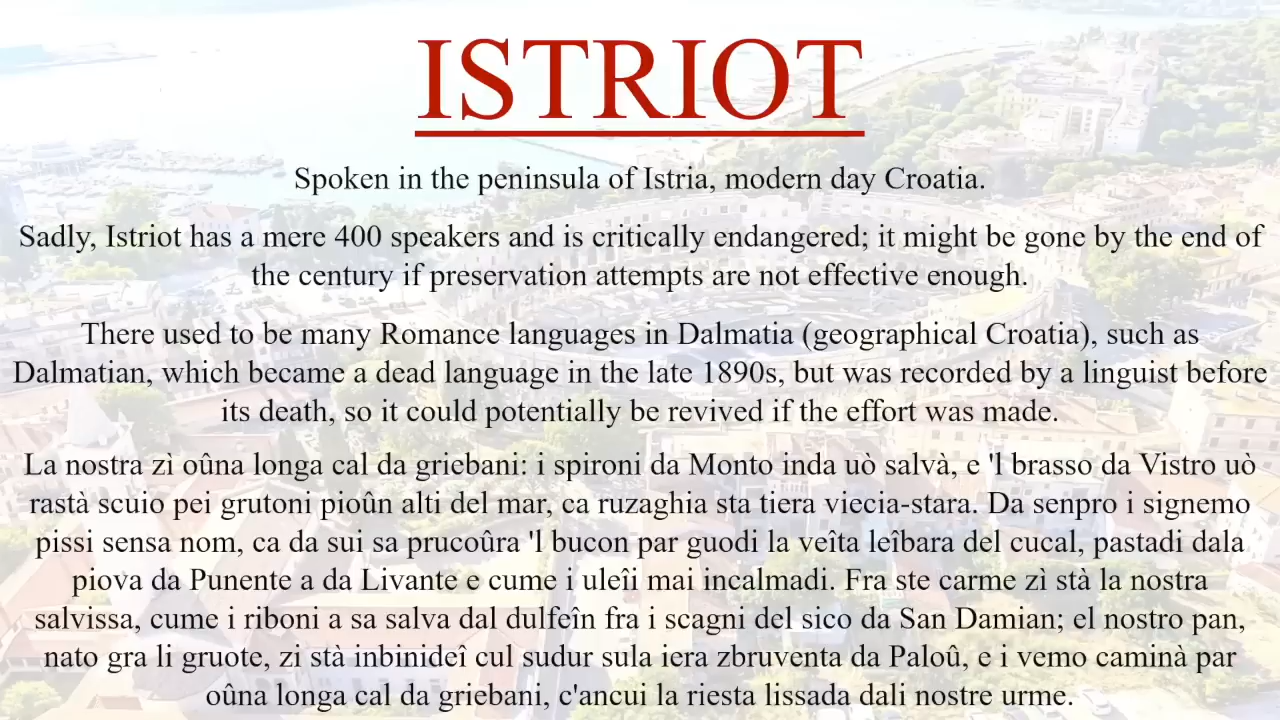 ISTRIOT
Spoken in the peninsula of Istria, modern day Croatia.
Sadly, Istriot has a mere 400 speakers and is critically endangered; it might be gone by the end of
the century if preservation attempts are not effective enough.
There used to be many Romance languages in Dalmatia (geographical Croatia), such as
Dalmatian, which became a dead language in the late 1890s, but was recorded by a linguist before
its death, so it could potentially be revived if the effort was made.
La nostra zì oûna longa cal da griebani: i spironi da Monto inda uò salvà, e 'l brasso da Vistro uò
rastà scuio pei grutoni pioûn alti del mar, ca ruzaghia sta tiera viecia-stara. Da senpro i signemo
pissi sensa nom, ca da sui sa prucoûra 'l bucon par guodi la veîta leîbara del cucal, pastadi dala
piova da Punente a da Livante e cume i uleîi mai incalmadi. Fra ste carme zì stà la nostra
salvissa, cume i riboni a sa salva dal dulfeîn fra i scagni del sico da San Damian; el nostro pan,
nato gra li gruote, zi stà inbinideî cul sudur sula iera zbruventa da Paloû, e i vemo caminà par
oûna longa cal da griebani, c'ancui la riesta lissada dali nostre urme.